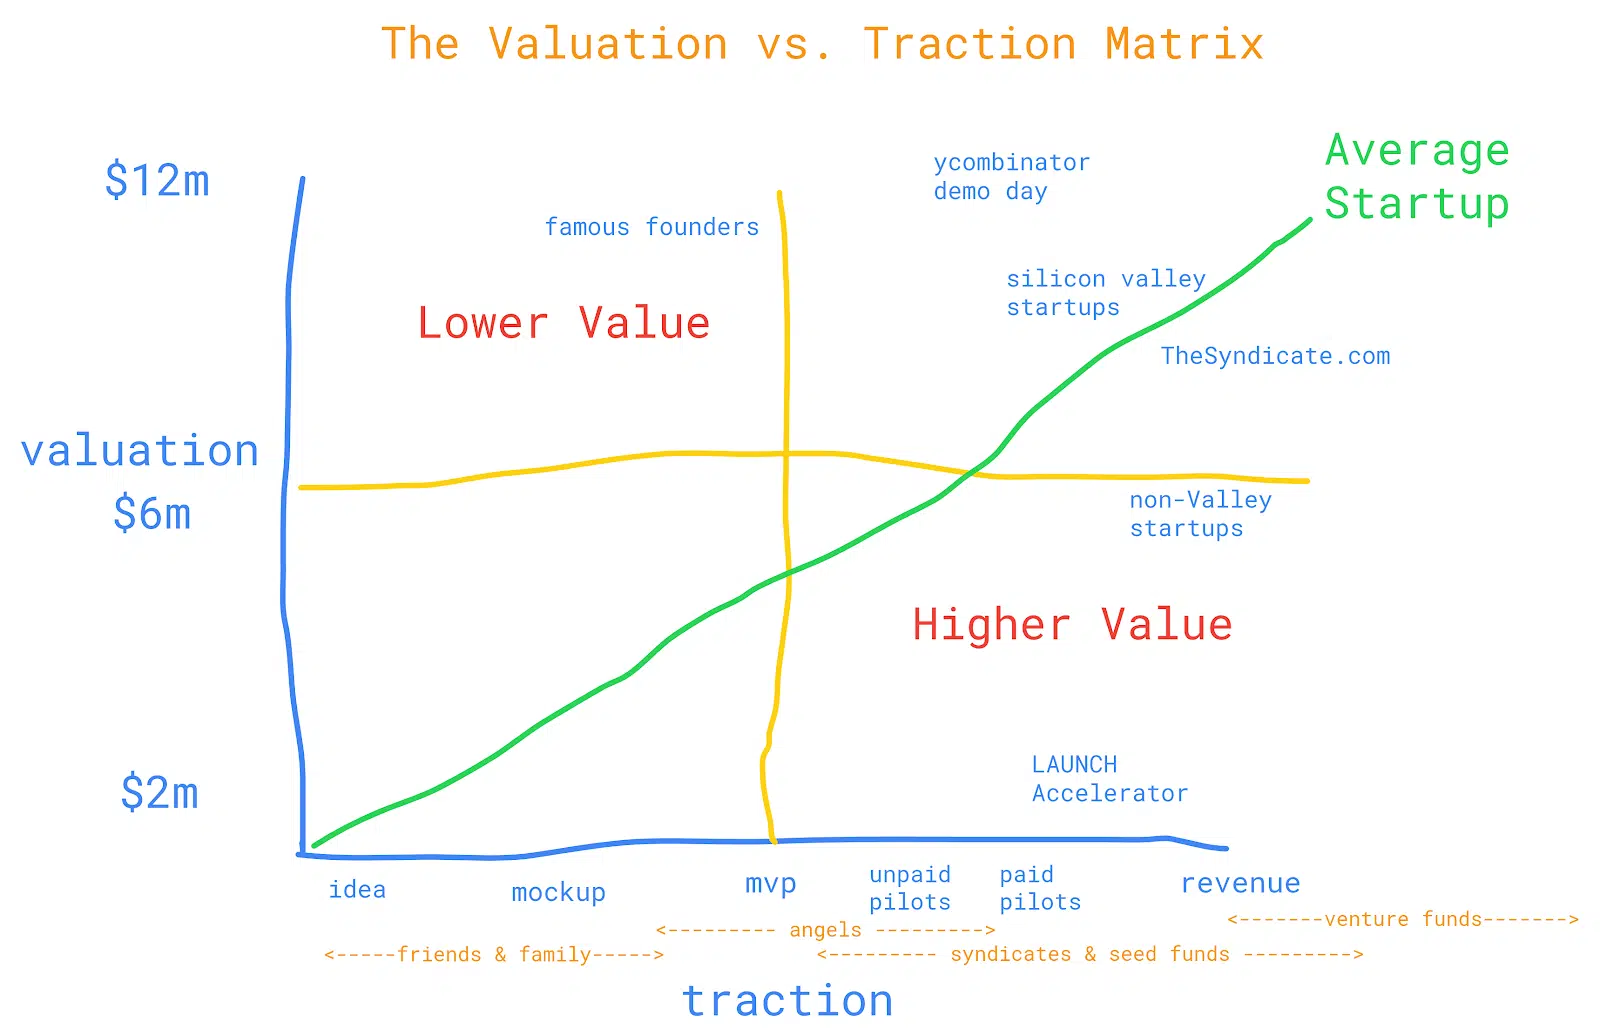 The Valuation vs. Traction Matrix
$12m
ycombinator
demo day
Average
Startup
famous founders
silicon valley
startups
Lower Value
TheSyndicate.com
valuation
$6m
non-Valley
startups
Higher Value
$2m
LAUNCH
Accelerator
idea
mockup
mvp
unpaid
pilots
paid
pilots
revenue
<-------venture funds------->
<--------- angels --------->
<-----friends & family----->
<--------- syndicates & seed funds --------->
traction